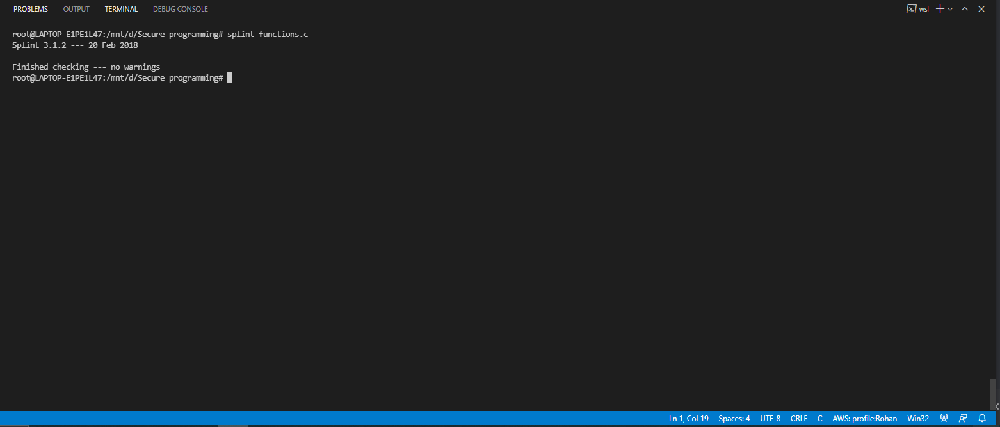 PROBLEMS OUTPUT TERMINAL DEBUG CONSOLE wsl
root@LAPTOP-E1PE1L47:/mnt/d/Secure programming# splint functions.c
Splint 3.1.2 --- 20 Feb 2018
Finished checking --- no warnings
root@LAPTOP-E1PE1L47:/mnt/d/Secure programming#
Ln 1, Col 19 Spaces: 4 UTF-8 CRLF C AWS: profile:Rohan Win32